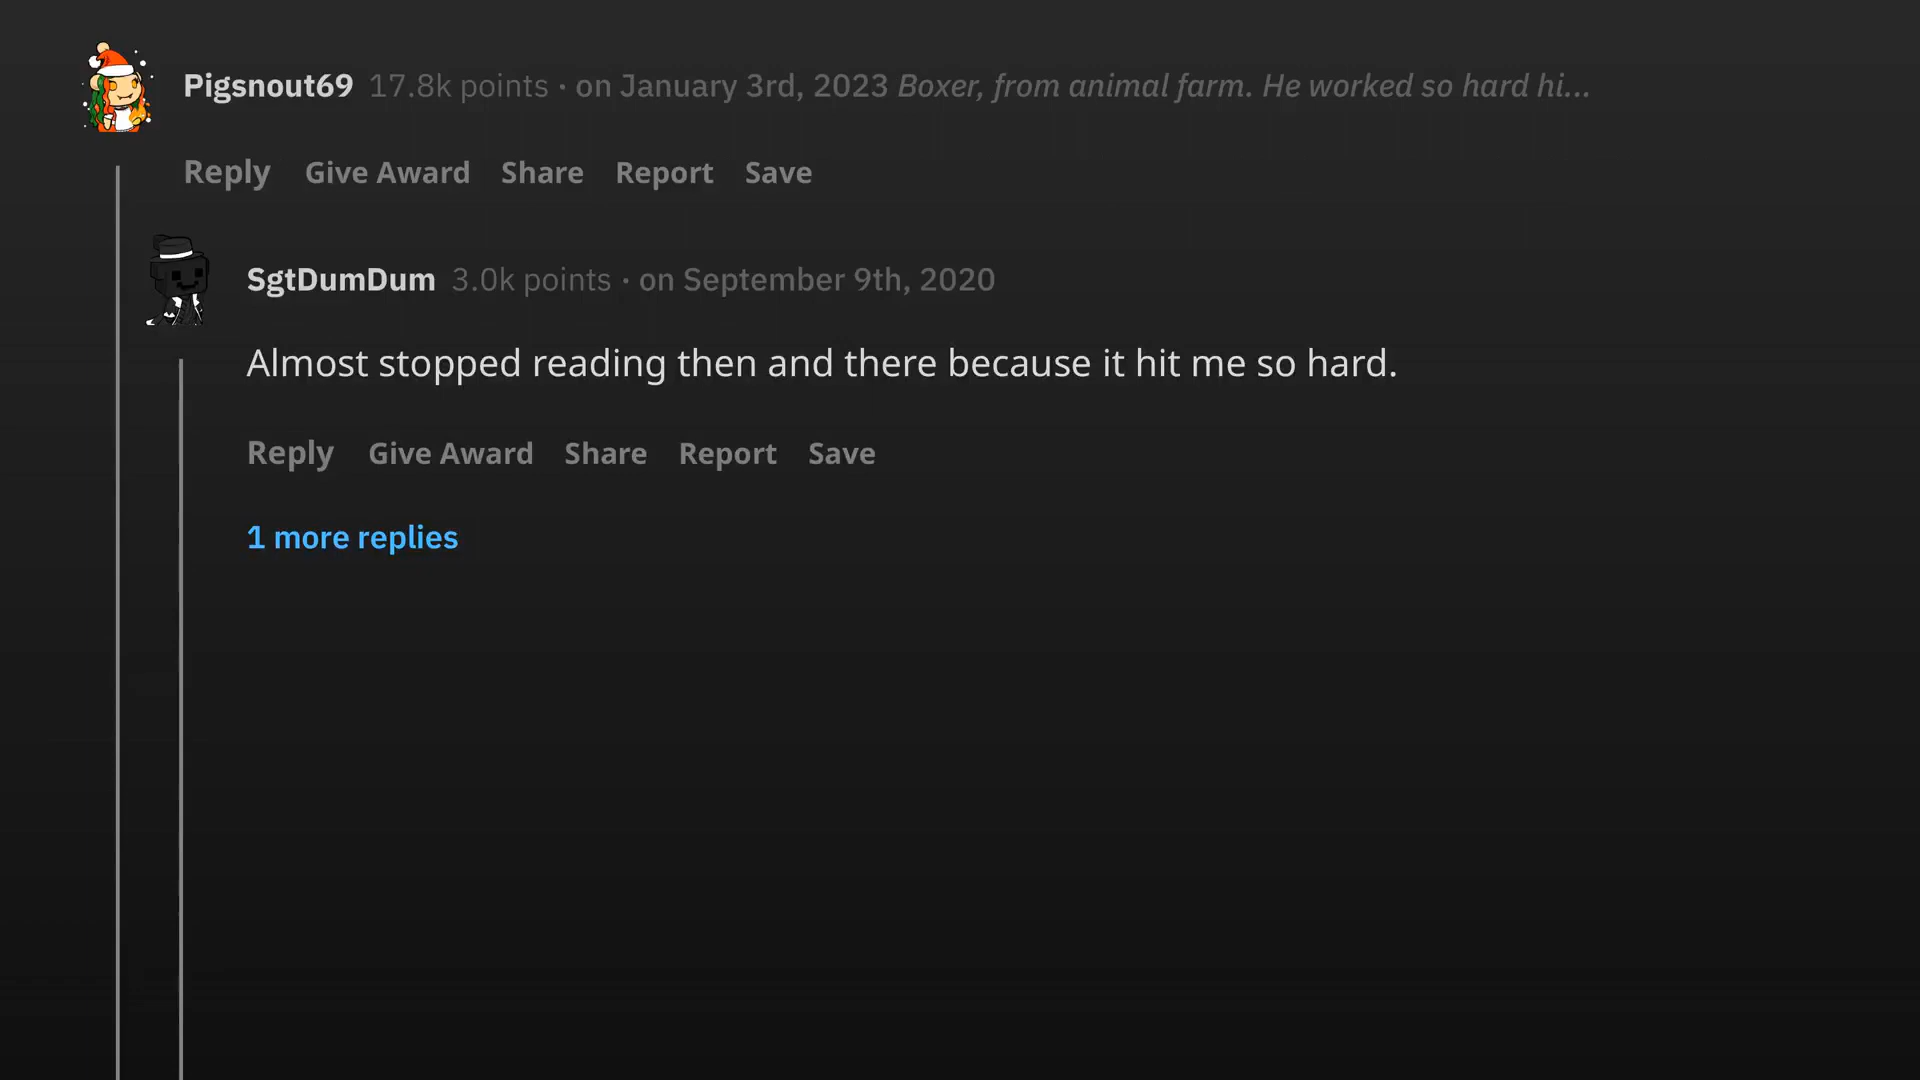 Pigsnout69 17.8k points · on January 3rd, 2023 Boxer, from animal farm. He worked so hard hi...
Reply Give Award Share Report Save
SgtDumDum 3.0k points · on September 9th, 2020
Almost stopped reading then and there because it hit me so hard.
Reply Give Award Share Report Save
1 more replies